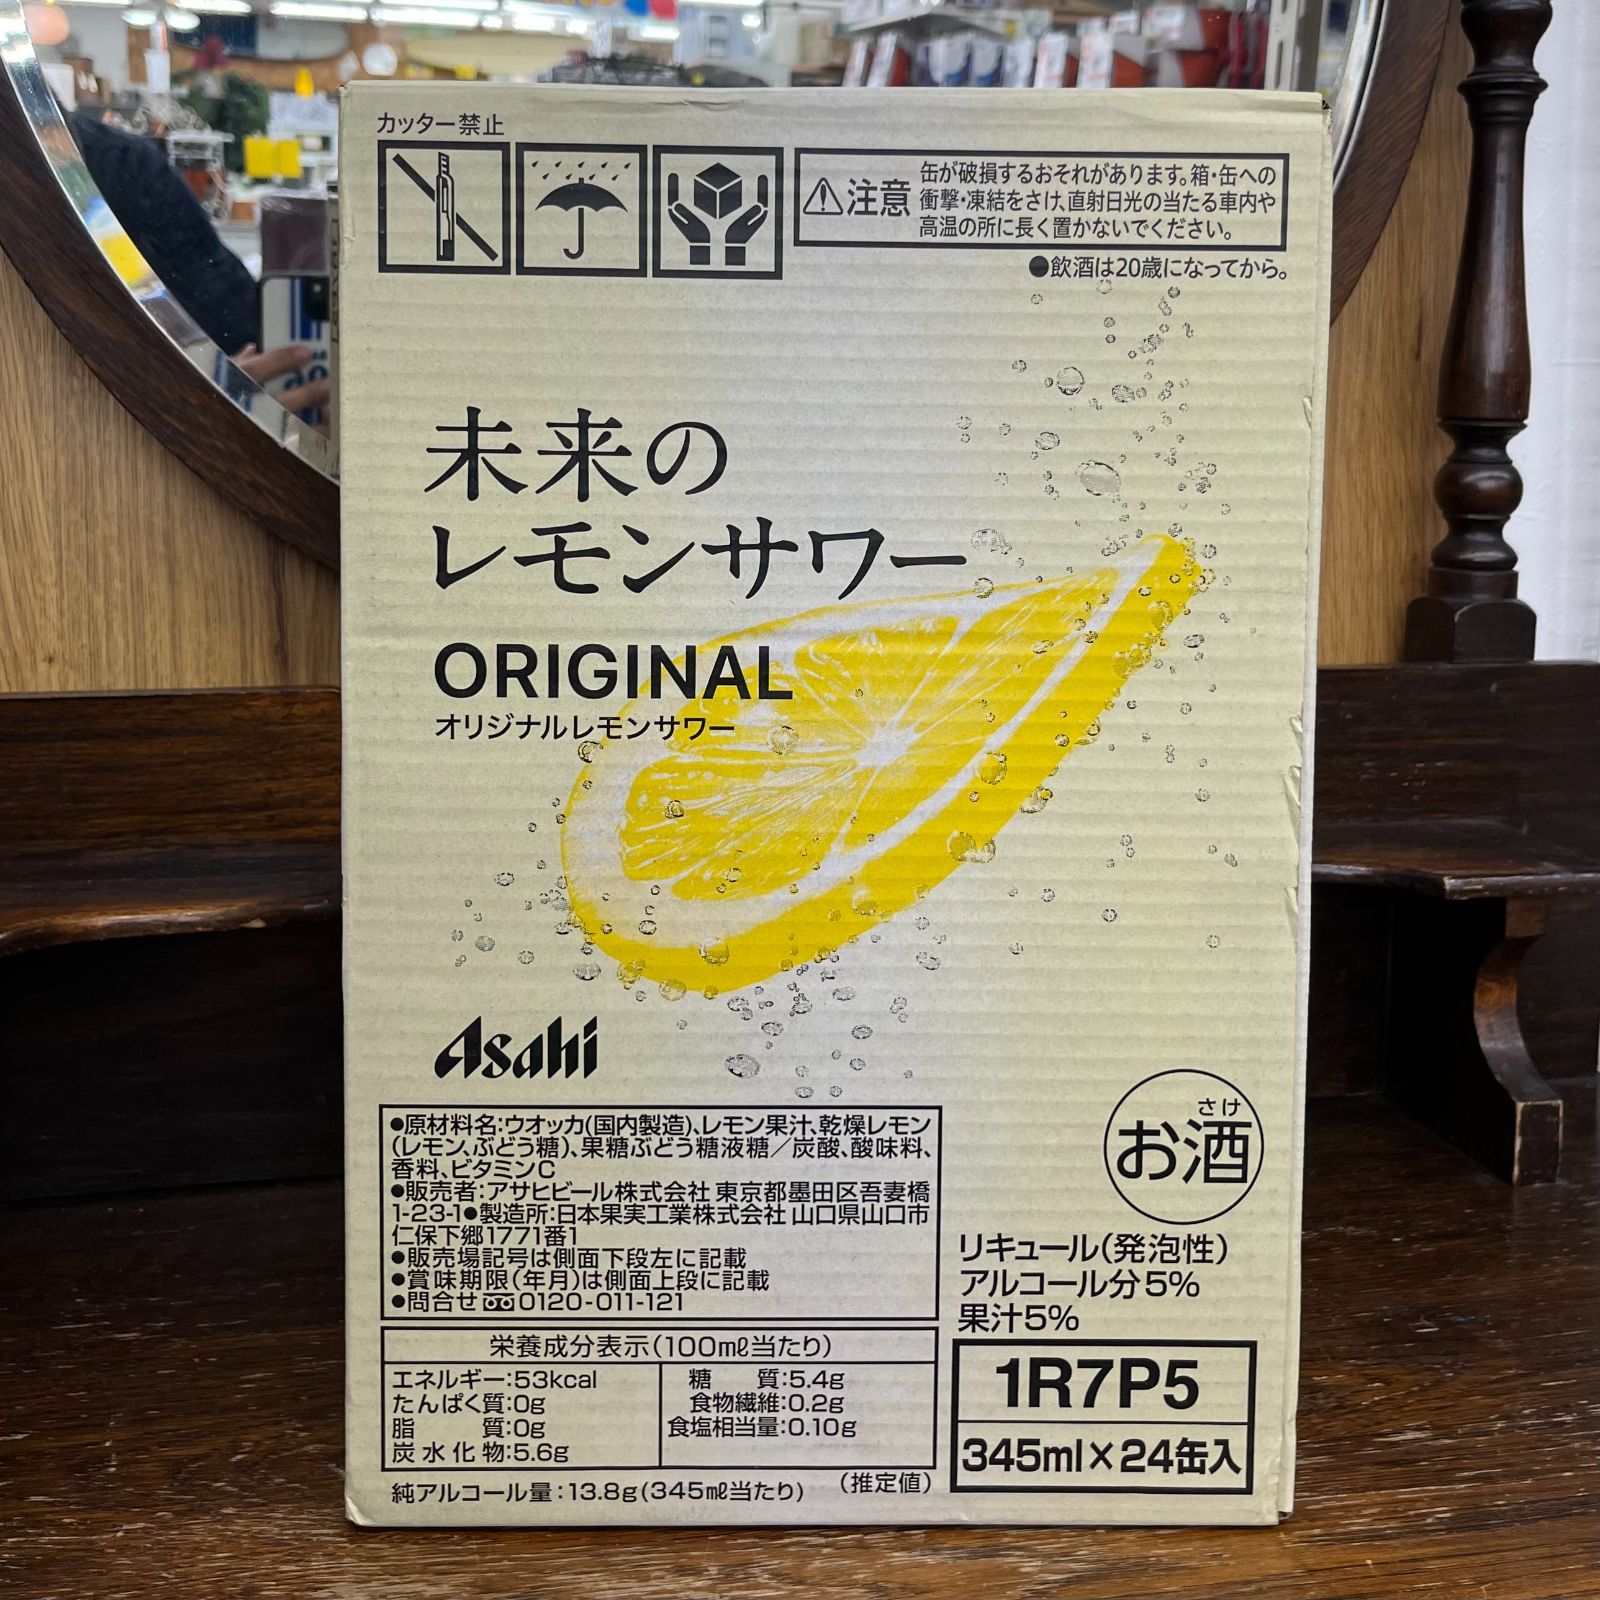 カッター禁止
⚠注意
缶が破損するおそれがあります。箱・缶への
衝撃・凍結をさけ、直射日光の当たる車内や
高温の所に長く置かないでください。
●飲酒は20歳になってから。
未来の
レモンサワー
ORIGINAL
オリジナルレモンサワー
Asahi
●原材料名:ウオッカ(国内製造)、レモン果汁、乾燥レモン
(レモン、ぶどう糖)、果糖ぶどう糖液糖/炭酸、酸味料、
香料、ビタミンC
●販売者:アサヒビール株式会社 東京都墨田区吾妻橋
1-23-1●製造所:日本果実工業株式会社 山口県山口市
仁保下郷1771番1
●販売場記号は側面下段左に記載
●賞味期限(年月)は側面上段に記載
●問合せ 0120-011-121
栄養成分表示(100㎖当たり)
エネルギー:53kcal
たんぱく質:0g
脂 質:0g
炭水化物:5.6g
糖 質:5.4g
食物繊維:0.2g
食塩相当量:0.10g
純アルコール量:13.8g(345㎖当たり)
(推定値)
さけ
お酒
リキュール(発泡性)
アルコール分5%
果汁5%
1R7P5
345ml×24缶入